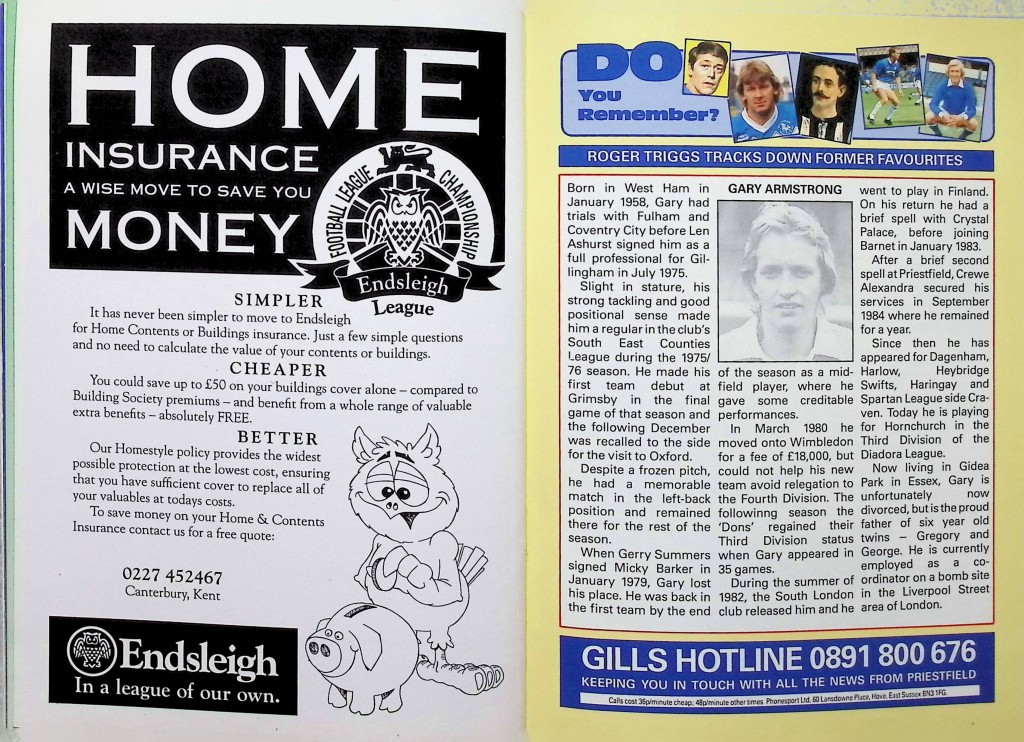 HOME
INSURANCE
A WISE MOVE TO SAVE YOU
MONEY
FOOTBALL LEAGUE CHAMPIONSHIP
Endsleigh
League
SIMPLER
It has never been simpler to move to Endsleigh
for Home Contents or Buildings insurance. Just a few simple questions
and no need to calculate the value of your contents or buildings.
CHEAPER
You could save up to £50 on your buildings cover alone – compared to
Building Society premiums – and benefit from a whole range of valuable
extra benefits – absolutely FREE.
BETTER
Our Homestyle policy provides the widest
possible protection at the lowest cost, ensuring
that you have sufficient cover to replace all of
your valuables at todays costs.
To save money on your Home & Contents
Insurance contact us for a free quote:
0227 452467
Canterbury, Kent
Endsleigh
In a league of our own.
DO
You
Remember?
ROGER TRIGGS TRACKS DOWN FORMER FAVOURITES
Born in West Ham in
January 1958, Gary had
trials with Fulham and
Coventry City before Len
Ashurst signed him as a
full professional for Gil-
lingham in July 1975.
Slight in stature, his
strong tackling and good
positional sense made
him a regular in the club's
South East Counties
League during the 1975/
76 season. He made his
first team debut at
Grimsby in the final
game of that season and
the following December
was recalled to the side
for the visit to Oxford.
Despite a frozen pitch,
he had a memorable
match in the left-back
position and remained
there for the rest of the
season.
When Gerry Summers
signed Micky Barker in
January 1979, Gary lost
his place. He was back in
the first team by the end
GARY ARMSTRONG
of the season as a mid-
field player, where he
gave some creditable
performances.
In March 1980 he
moved onto Wimbledon
for a fee of £18,000, but
could not help his new
team avoid relegation to
the Fourth Division. The
followinng season the
'Dons' regained their
Third Division status
when Gary appeared in
35 games.
During the summer of
1982, the South London
club released him and he
went to play in Finland.
On his return he had a
brief spell with Crystal
Palace, before joining
Barnet in January 1983.
After a brief second
spell at Priestfield, Crewe
Alexandra secured his
services in September
1984 where he remained
for a year.
Since then he has
appeared for Dagenham,
Harlow, Heybridge
Swifts, Haringay and
Spartan League side Cra-
ven. Today he is playing
for Hornchurch in the
Third Division of the
Diadora League.
Now living in Gidea
Park in Essex, Gary is
unfortunately now
divorced, but is the proud
father of six year old
twins – Gregory and
George. He is currently
employed as a co-
ordinator on a bomb site
in the Liverpool Street
area of London.
GILLS HOTLINE 0891 800 676
KEEPING YOU IN TOUCH WITH ALL THE NEWS FROM PRIESTFIELD
Calls cost 36p/minute cheap; 48p/minute other times Phonesport Ltd. 60 Lansdowne Place, Hove, East Sussex BN3 1FG.